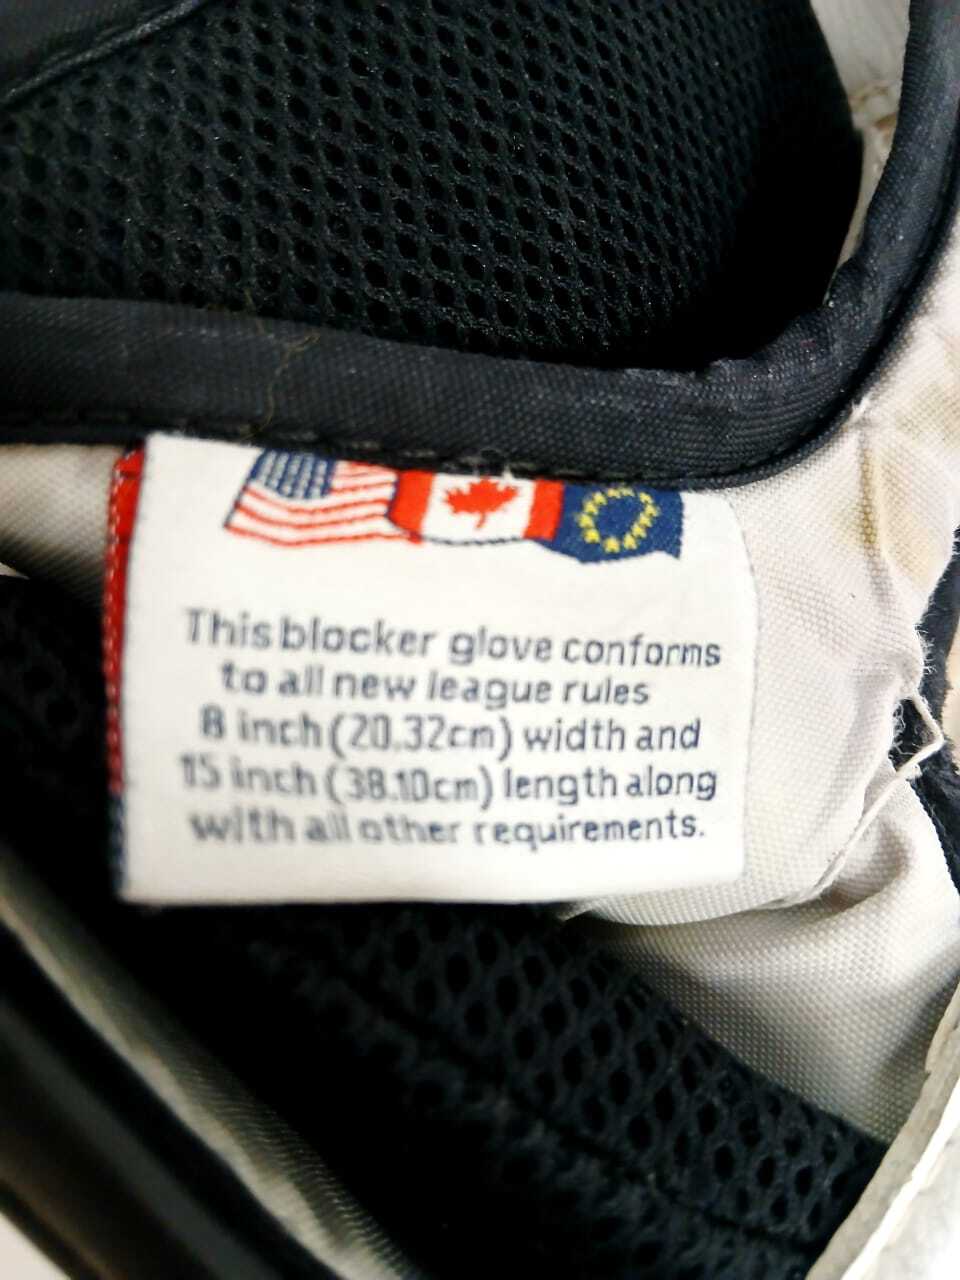 This blocker glove conforms
to all new league rules
8 inch (20.32cm) width and
15 inch (38.10cm) length along
with all other requirements.